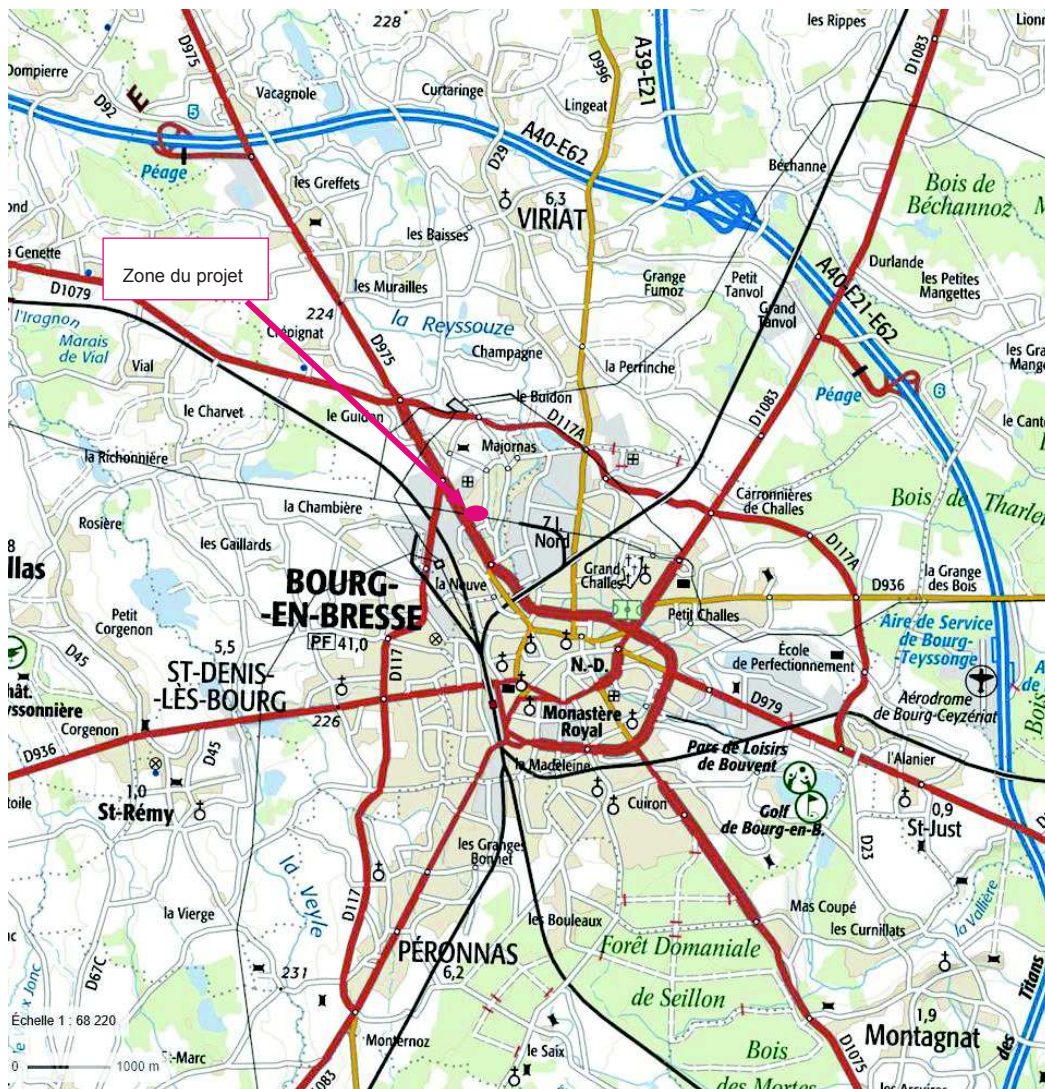 228
les Rippes
Lionn
D975
D996
A39-E21
D1083
Dompierre
D92
5
Vacagnole
Curtaringe
Lingeat
A40-E62
D29
Péage
Béchanne
les Greffets
6,3
VIRIAT
Bois de
Béchannoz
les Baisses
Zone du projet
Genette
D1079
Grange
Fumoz
Petit
Tanvol
Grand
Tanvol
Durlande
les Petites
Mangettes
A40-E21-E62
les Murailles
224
l'Iragnon
Marais
de Vial
la Reyssouze
Crépignat
D975
Champagne
la Perrinche
Vial
Péage
6
le Charvet
le Guidon
le Buidon
D117A
D1083
la Richonnière
Majornas
Carronnières
de Challes
la Chambière
Rosière
Nord
les Gaillards
Grand
Challes
D117A
la Grange
des Bois
D936
BOURG-
-EN-BRESSE
PF 41,0
la Neuve
Petit Challes
Petit
Corgenon
5,5
ST-DENIS-
-LÈS-BOURG
D45
D117
N.-D.
École
de Perfectionnement
Aire de Service
de Bourg-
Teyssonge
Aérodrome
de Bourg-Ceyzériat
226
Monastère
Royal
D979
Corgenon
D936
D45
la Madeleine
Parc de Loisirs
de Bouvent
l'Alanier
1,0
St-Rémy
Cuiron
Golf
de Bourg-en-B.
0,9
St-Just
D23
les Granges
Bonnet
la Veyle
D117
la Vierge
les Bouleaux
Mas Coupé
les Curnillats
la Vallière
PÉRONNAS
6,2
Forêt Domaniale
de Seillon
231
D67C
Échelle 1 : 68 220
1,9
Montagnat
des
Titans
0
1000 m
St-Marc
Monternoz
le Saix
Bois
des Mortes
D1075